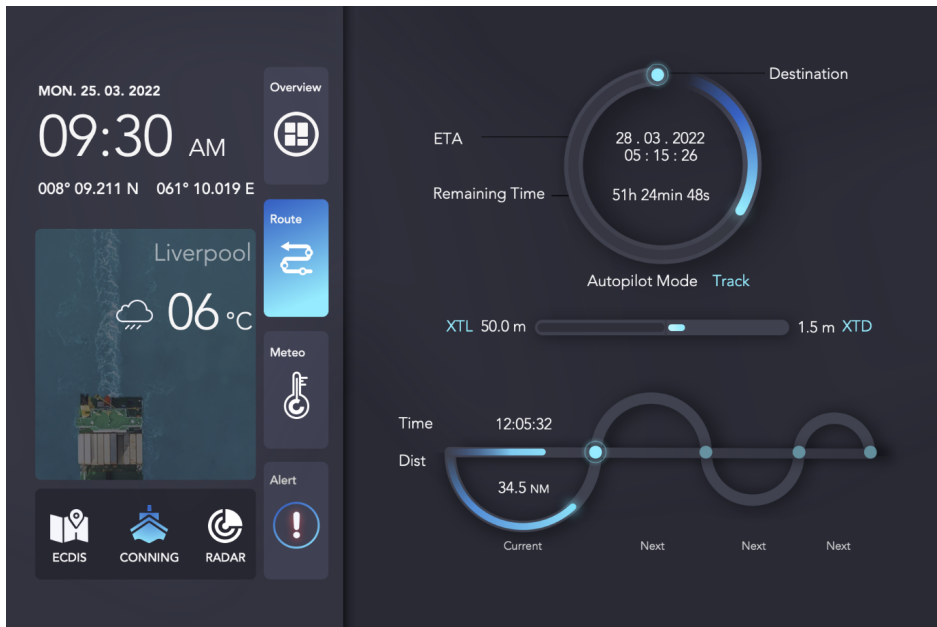 MON. 25. 03. 2022
09:30 AM
008° 09.211 N 061° 10.019 E
Liverpool
06 °C
ECDIS
CONNING
RADAR
Overview
Route
Meteo
Alert
!
Destination
ETA
28 . 03 . 2022
05 : 15 : 26
Remaining Time
51h 24min 48s
Autopilot Mode Track
XTL 50.0 m
1.5 m XTD
Time 12:05:32
Dist
34.5 NM
Current
Next
Next
Next